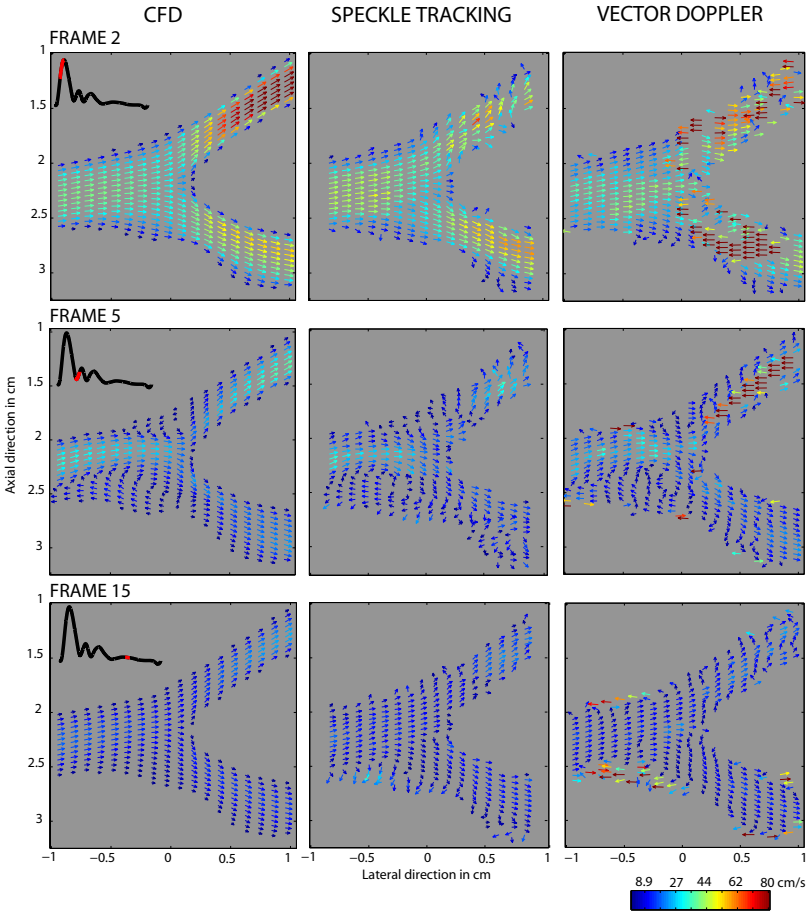 CFD SPECKLE TRACKING VECTOR DOPPLER
FRAME 2
1
1.5
2
2.5
3
FRAME 5
1
1.5
2
2.5
3
Axial direction in cm
FRAME 15
1
1.5
2
2.5
3
−1 −0.5 0 0.5 1
−1 −0.5 0 0.5 1
−1 −0.5 0 0.5 1
Lateral direction in cm
8.9 27 44 62 80 cm/s